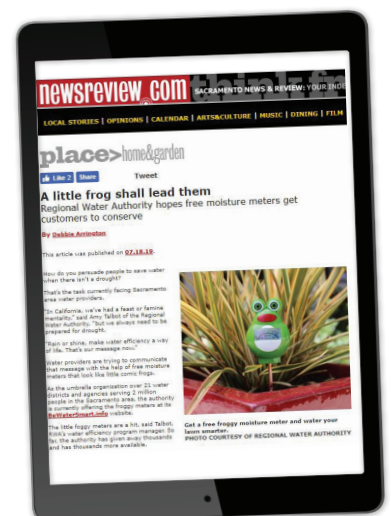 newsreview.com
SACRAMENTO NEWS & REVIEW: YOUR INDE
LOCAL STORIES | OPINIONS | CALENDAR | ARTS&CULTURE | MUSIC | DINING | FILM
place>home&garden
Like 2 Share Tweet
A little frog shall lead them
Regional Water Authority hopes free moisture meters get
customers to conserve
By Debbie Arrington
This article was published on 07.18.19.
How do you persuade people to save water
when there isn't a drought?
That's the task currently facing Sacramento
area water providers.
"In California, we've had a feast or famine
mentality," said Amy Talbot of the Regional
Water Authority, "but we always need to be
prepared for drought.
"Rain or shine, make water efficiency a way
of life. That's our message now."
Water providers are trying to communicate
that message with the help of free moisture
meters that look like little comic frogs.
As the umbrella organization over 21 water
districts and agencies serving 2 million
people in the Sacramento area, the authority
is currently offering the froggy meters at its
BeWaterSmart.info website.
The little foggy meters are a hit, said Talbot,
RWA's water efficiency program manager. So
far, the authority has given away thousands
and has thousands more available.
Get a free froggy moisture meter and water your
lawn smarter.
PHOTO COURTESY OF REGIONAL WATER AUTHORITY